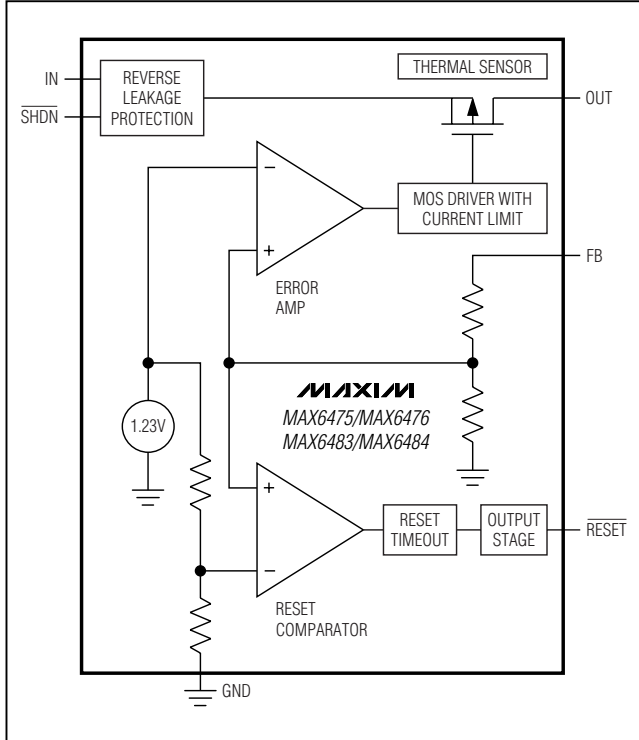 IN
SHDN
REVERSE
LEAKAGE
PROTECTION
THERMAL SENSOR
OUT
−
+
ERROR
AMP
MOS DRIVER WITH
CURRENT LIMIT
FB
1.23V
MAXIM
MAX6475/MAX6476
MAX6483/MAX6484
+
−
RESET
COMPARATOR
RESET
TIMEOUT
OUTPUT
STAGE
RESET
GND